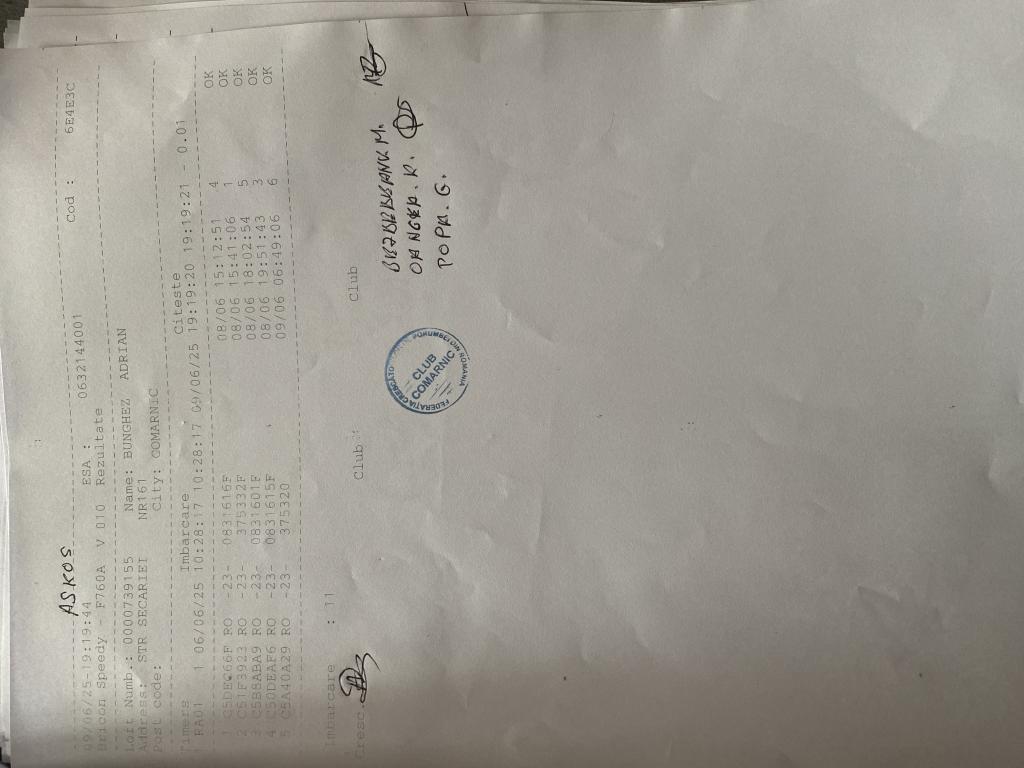 ASKOS
09/06/25-19:19:44 ESA : 0632144001 Cod : 6E4E3C
Bricon Speedy - F760A V 010 Rezultate
Loft Numb.: 0000739155 Name: BUNGHEZ ADRIAN
Address: STR SECARIEI NR161
Post code: City: COMARNIC
Timers Imbarcare Citeste
RA01 1 06/06/25 10:28:17 10:28:17 09/06/25 19:19:20 19:19:21 - 0.01
1 C5DEC66F RO -23- 0831616F 08/06 15:12:51 4 OK
2 C51F3923 RO -23- 375332F 08/06 15:41:06 1 OK
3 C5B8ABA9 RO -23- 0831601F 08/06 18:02:54 5 OK
4 C50DEAF6 RO -23- 0831615F 08/06 19:51:43 3 OK
5 C5A40A29 RO -23- 375320 09/06 06:49:06 6 OK
Imbarcare : 11
Cresc. Club Club
OANCEA. R.
POPA. G.
CLUB
COMARNIC